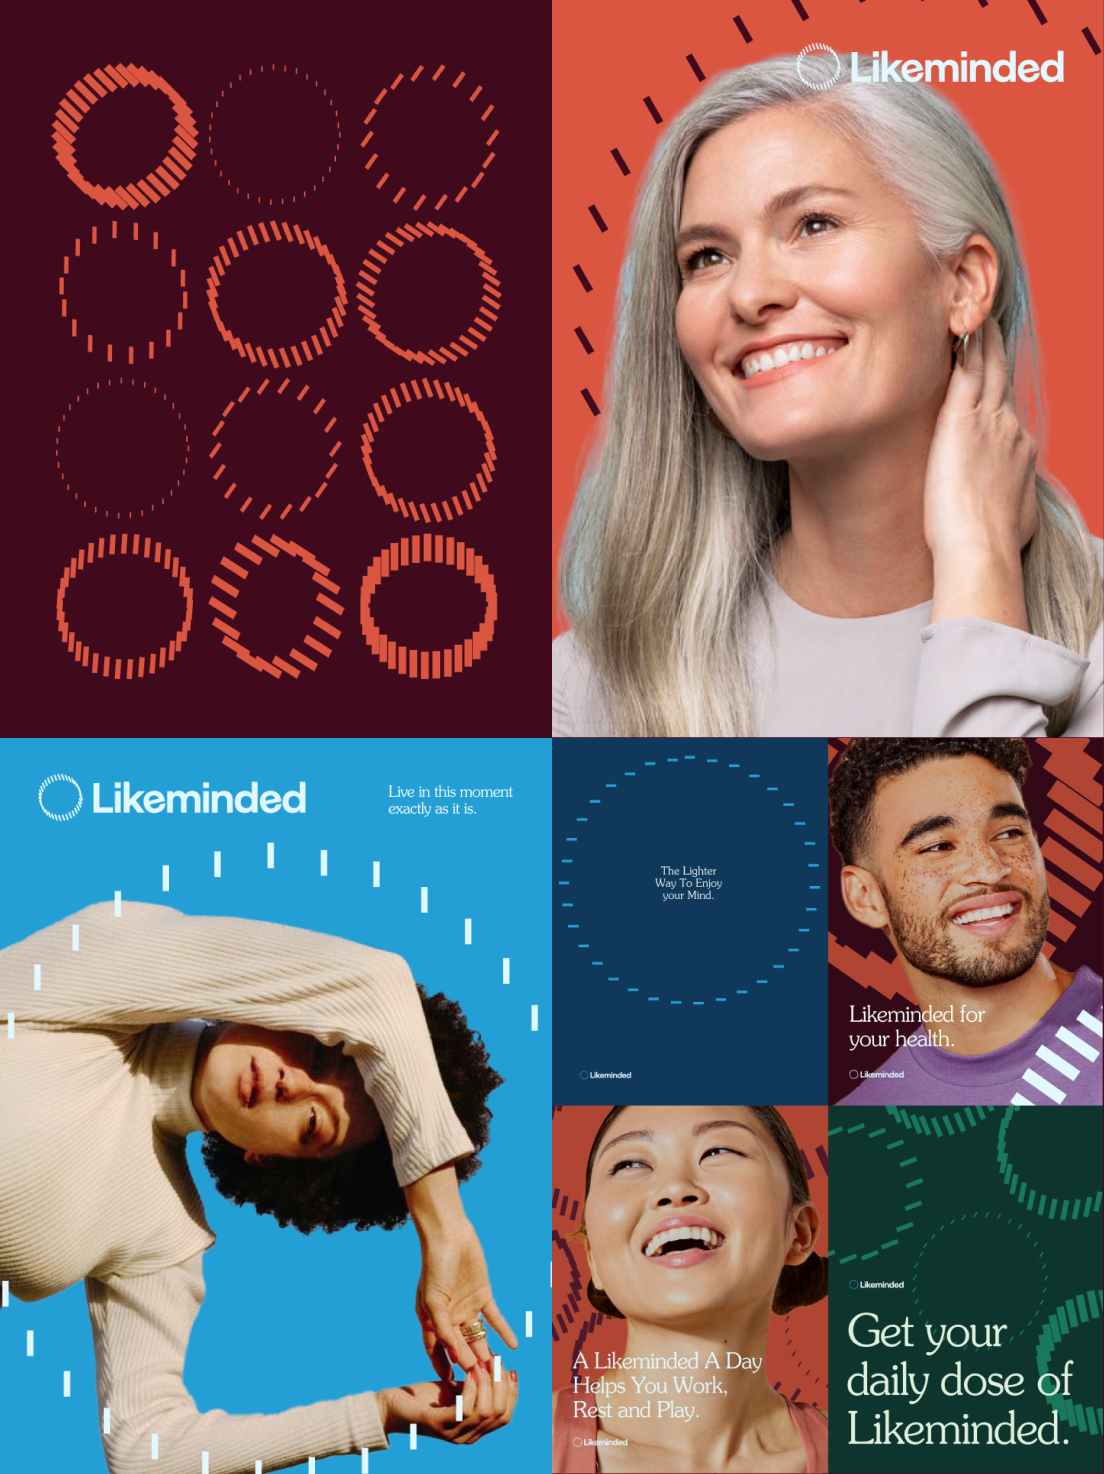 Likeminded
Likeminded
Live in this moment
exactly as it is.
The Lighter
Way To Enjoy
your Mind.
Likeminded
Likeminded for
your health.
Likeminded
A Likeminded A Day
Helps You Work,
Rest and Play.
Likeminded
Likeminded
Get your
daily dose of
Likeminded.